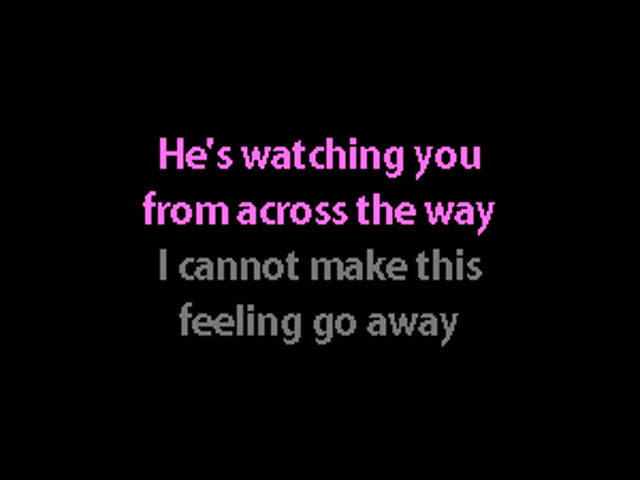 He's watching you
from across the way
I cannot make this
feeling go away